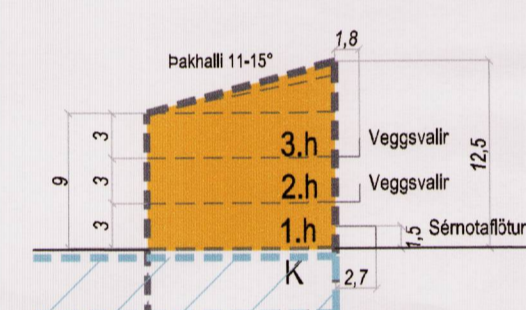 1,8
Þakhalli 11-15°
3.h
Veggsvalir
3
12,5
9
3
2.h
Veggsvalir
3
1.h
1,5
Sérnotaflötur
K
2,7